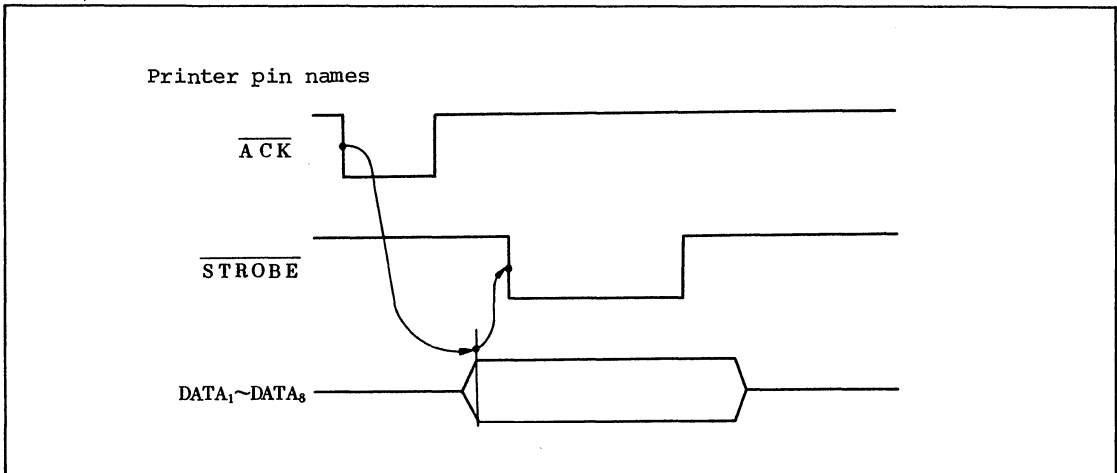 Printer pin names
ACK
STROBE
DATA₁~DATA₈